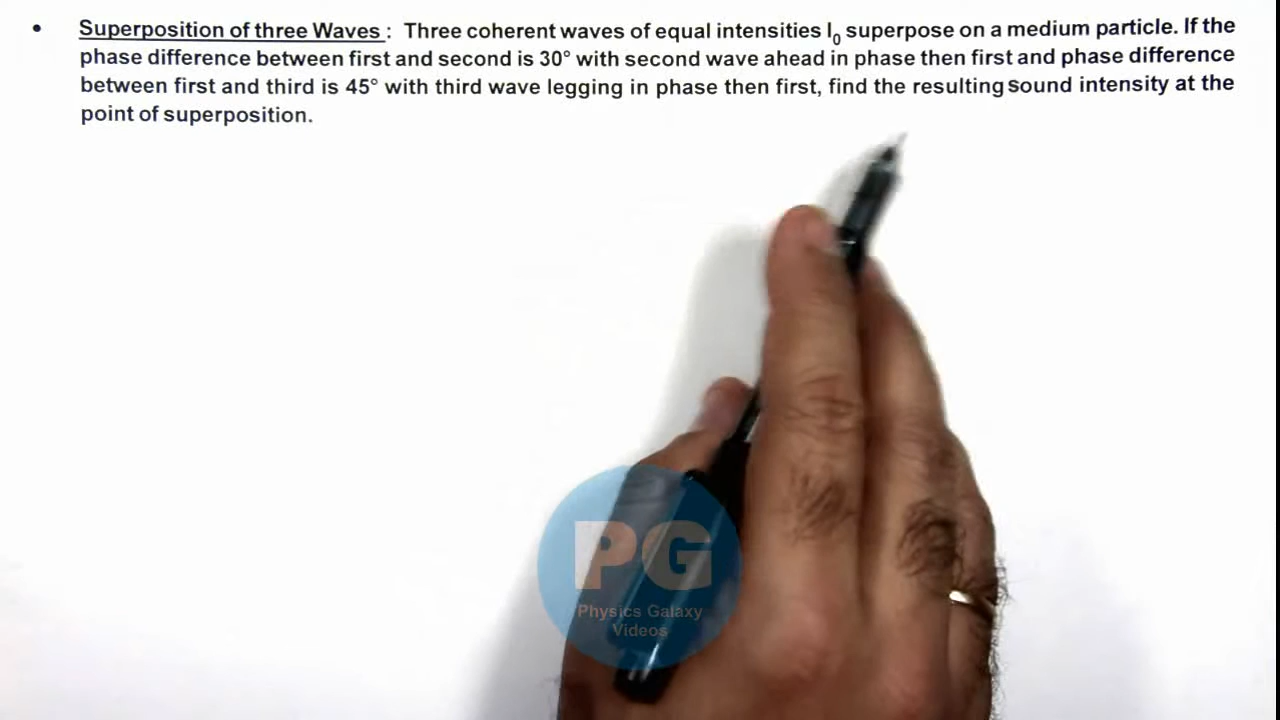 • Superposition of three Waves : Three coherent waves of equal intensities I₀ superpose on a medium particle. If the
phase difference between first and second is 30° with second wave ahead in phase then first and phase difference
between first and third is 45° with third wave legging in phase then first, find the resulting sound intensity at the
point of superposition.
PG
Physics Galaxy
Videos